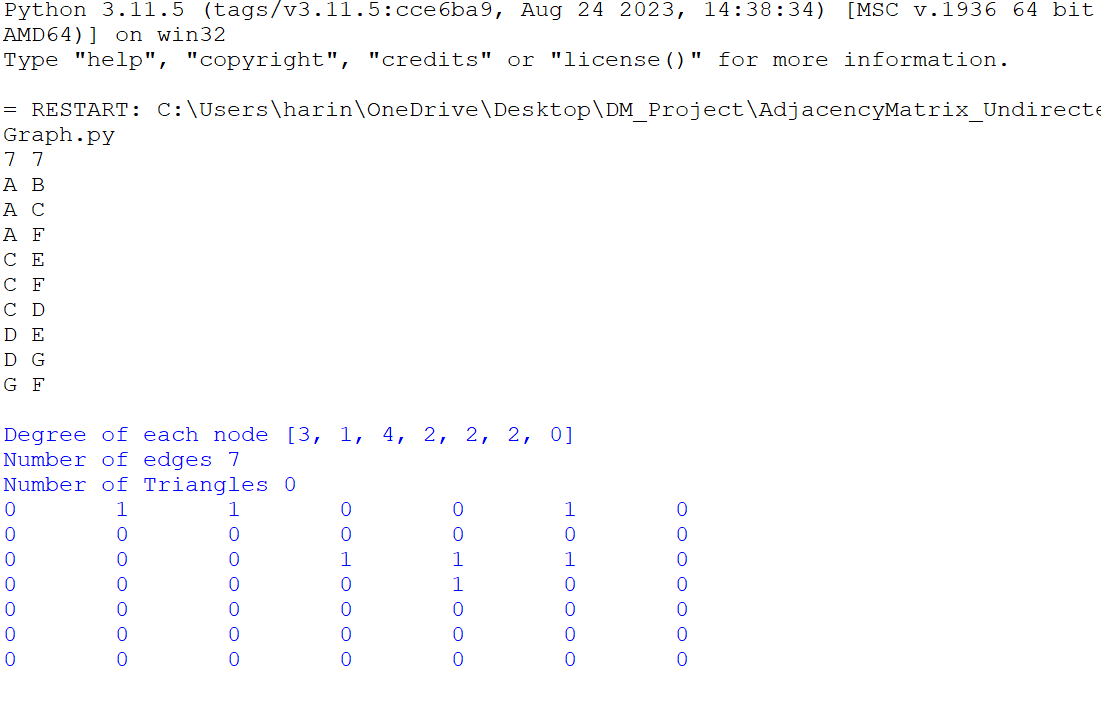 Python 3.11.5 (tags/v3.11.5:cce6ba9, Aug 24 2023, 14:38:34) [MSC v.1936 64 bit
AMD64)] on win32
Type "help", "copyright", "credits" or "license()" for more information.
= RESTART: C:\Users\harin\OneDrive\Desktop\DM_Project\AdjacencyMatrix_Undirecte
Graph.py
7 7
A B
A C
A F
C E
C F
C D
D E
D G
G F
Degree of each node [3, 1, 4, 2, 2, 2, 0]
Number of edges 7
Number of Triangles 0
0 1 1 0 0 1 0
0 0 0 0 0 0 0
0 0 0 1 1 1 0
0 0 0 0 1 0 0
0 0 0 0 0 0 0
0 0 0 0 0 0 0
0 0 0 0 0 0 0